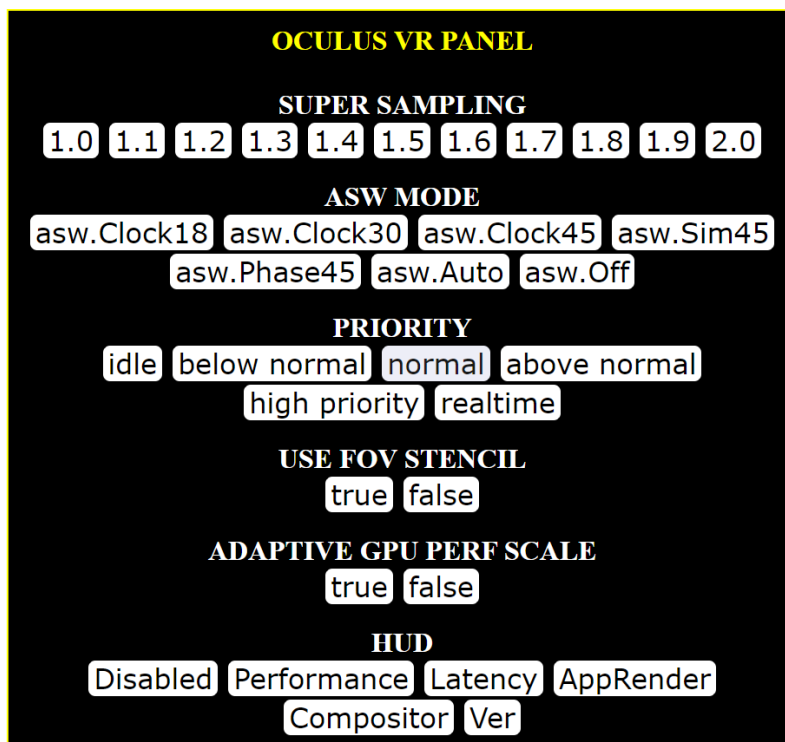 OCULUS VR PANEL
SUPER SAMPLING
1.0 1.1 1.2 1.3 1.4 1.5 1.6 1.7 1.8 1.9 2.0
ASW MODE
asw.Clock18 asw.Clock30 asw.Clock45 asw.Sim45
asw.Phase45 asw.Auto asw.Off
PRIORITY
idle below normal normal above normal
high priority realtime
USE FOV STENCIL
true false
ADAPTIVE GPU PERF SCALE
true false
HUD
Disabled Performance Latency AppRender
Compositor Ver